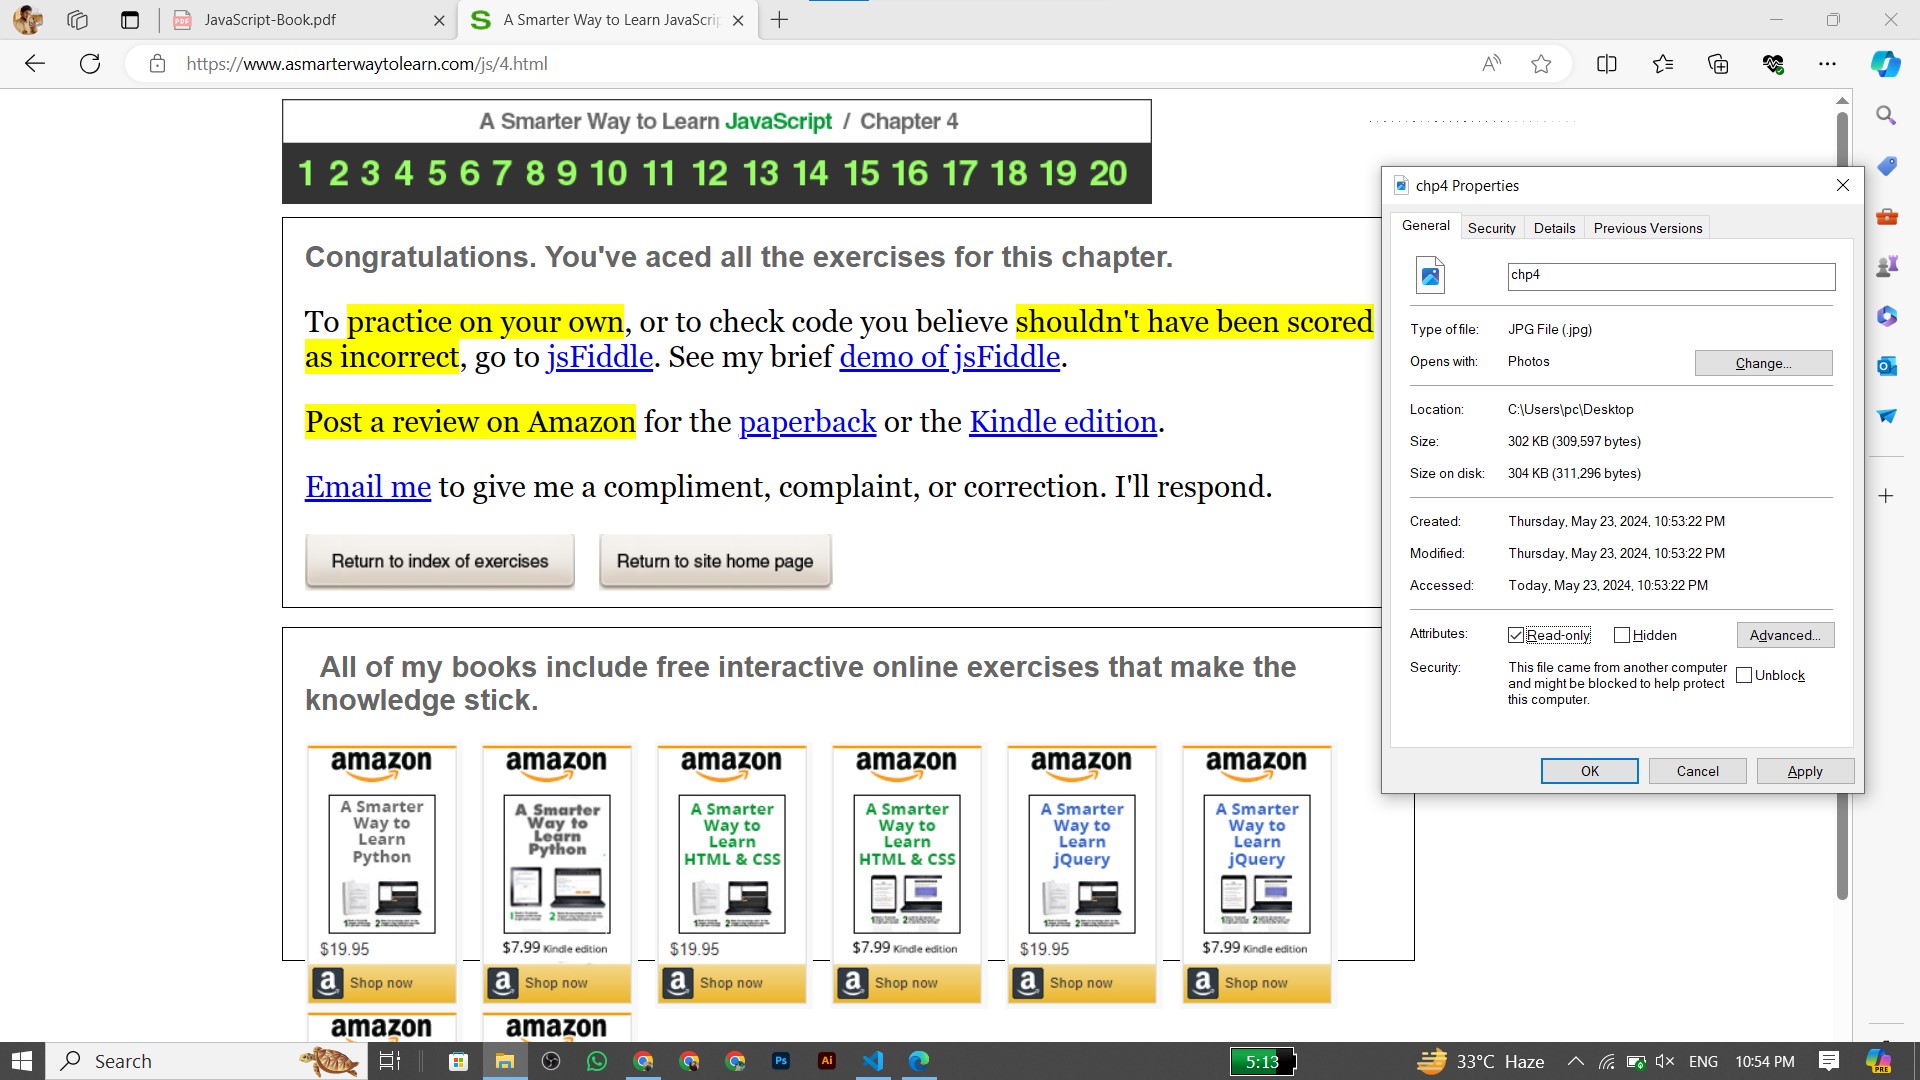 JavaScript-Book.pdf
A Smarter Way to Learn JavaScrip
https://www.asmarterwaytolearn.com/js/4.html
A Smarter Way to Learn JavaScript / Chapter 4
1 2 3 4 5 6 7 8 9 10 11 12 13 14 15 16 17 18 19 20
Congratulations. You've aced all the exercises for this chapter.
To practice on your own, or to check code you believe shouldn't have been scored
as incorrect, go to jsFiddle. See my brief demo of jsFiddle.
Post a review on Amazon for the paperback or the Kindle edition.
Email me to give me a compliment, complaint, or correction. I'll respond.
Return to index of exercises
Return to site home page
All of my books include free interactive online exercises that make the
knowledge stick.
amazon amazon amazon amazon amazon amazon
A Smarter Way to Learn Python
A Smarter Way to Learn Python
A Smarter Way to Learn HTML & CSS
A Smarter Way to Learn HTML & CSS
A Smarter Way to Learn jQuery
A Smarter Way to Learn jQuery
$19.95 $7.99 Kindle edition $19.95 $7.99 Kindle edition $19.95 $7.99 Kindle edition
Shop now Shop now Shop now Shop now Shop now Shop now
amazon amazon
chp4 Properties
General Security Details Previous Versions
chp4
Type of file: JPG File (.jpg)
Opens with: Photos Change...
Location: C:\Users\pc\Desktop
Size: 302 KB (309,597 bytes)
Size on disk: 304 KB (311,296 bytes)
Created: Thursday, May 23, 2024, 10:53:22 PM
Modified: Thursday, May 23, 2024, 10:53:22 PM
Accessed: Today, May 23, 2024, 10:53:22 PM
Attributes: Read-only Hidden Advanced...
Security: This file came from another computer
and might be blocked to help protect
this computer.
Unblock
OK Cancel Apply
Search
Ps
Ai
5:13
33°C Haze
ENG
10:54 PM
PRE